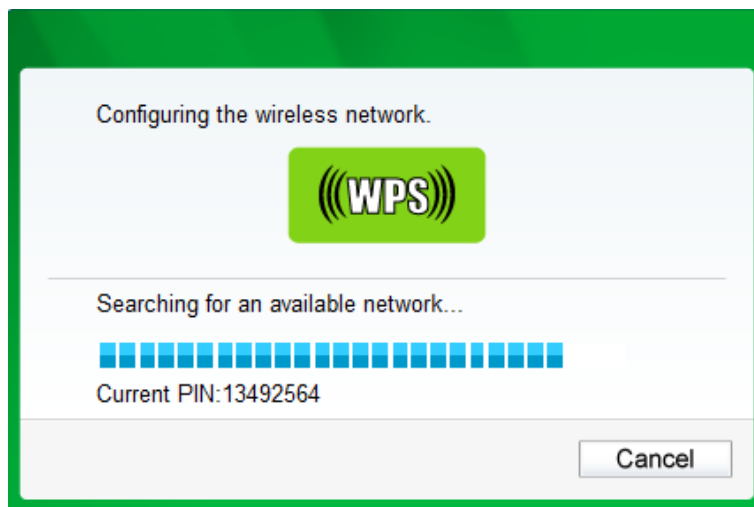 Configuring the wireless network.
WPS
Searching for an available network...
Current PIN:13492564
Cancel